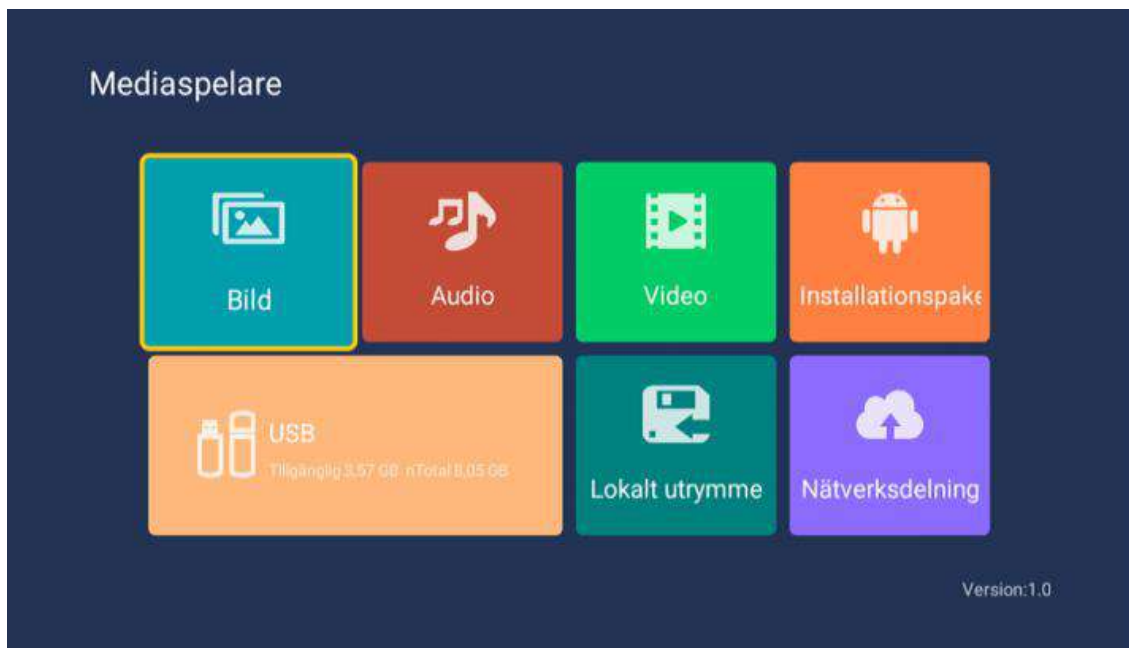 Mediaspelare
Bild
Audio
Video
Installationspake
USB
Tillgänglig 3,57 GB nTotal 8,05 GB
Lokalt utrymme
Nätverksdelning
Version:1.0